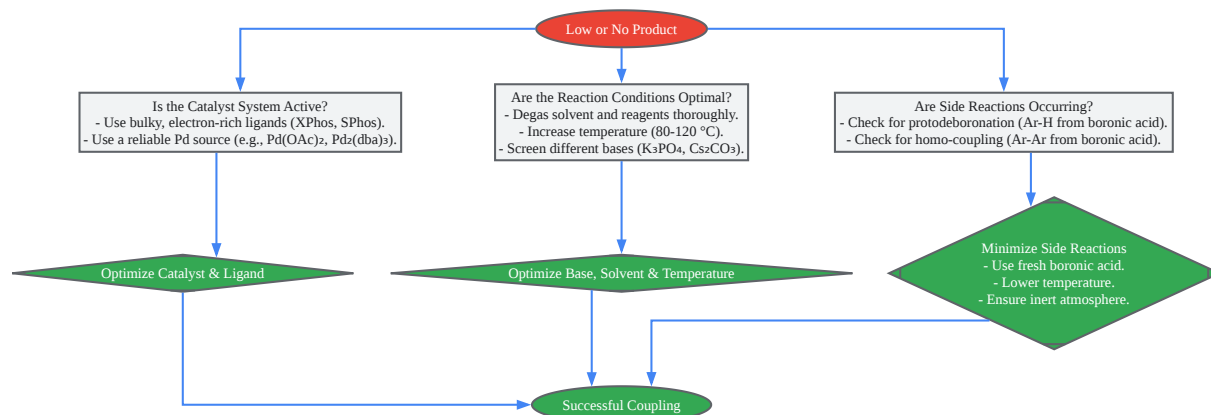 Low or No Product
Is the Catalyst System Active?
- Use bulky, electron-rich ligands (XPhos, SPhos).
- Use a reliable Pd source (e.g., Pd(OAc)₂, Pd₂(dba)₃).
Are the Reaction Conditions Optimal?
- Degas solvent and reagents thoroughly.
- Increase temperature (80-120 °C).
- Screen different bases (K₃PO₄, Cs₂CO₃).
Are Side Reactions Occurring?
- Check for protodeboronation (Ar-H from boronic acid).
- Check for homo-coupling (Ar-Ar from boronic acid).
Optimize Catalyst & Ligand
Optimize Base, Solvent & Temperature
Minimize Side Reactions
- Use fresh boronic acid.
- Lower temperature.
- Ensure inert atmosphere.
Successful Coupling